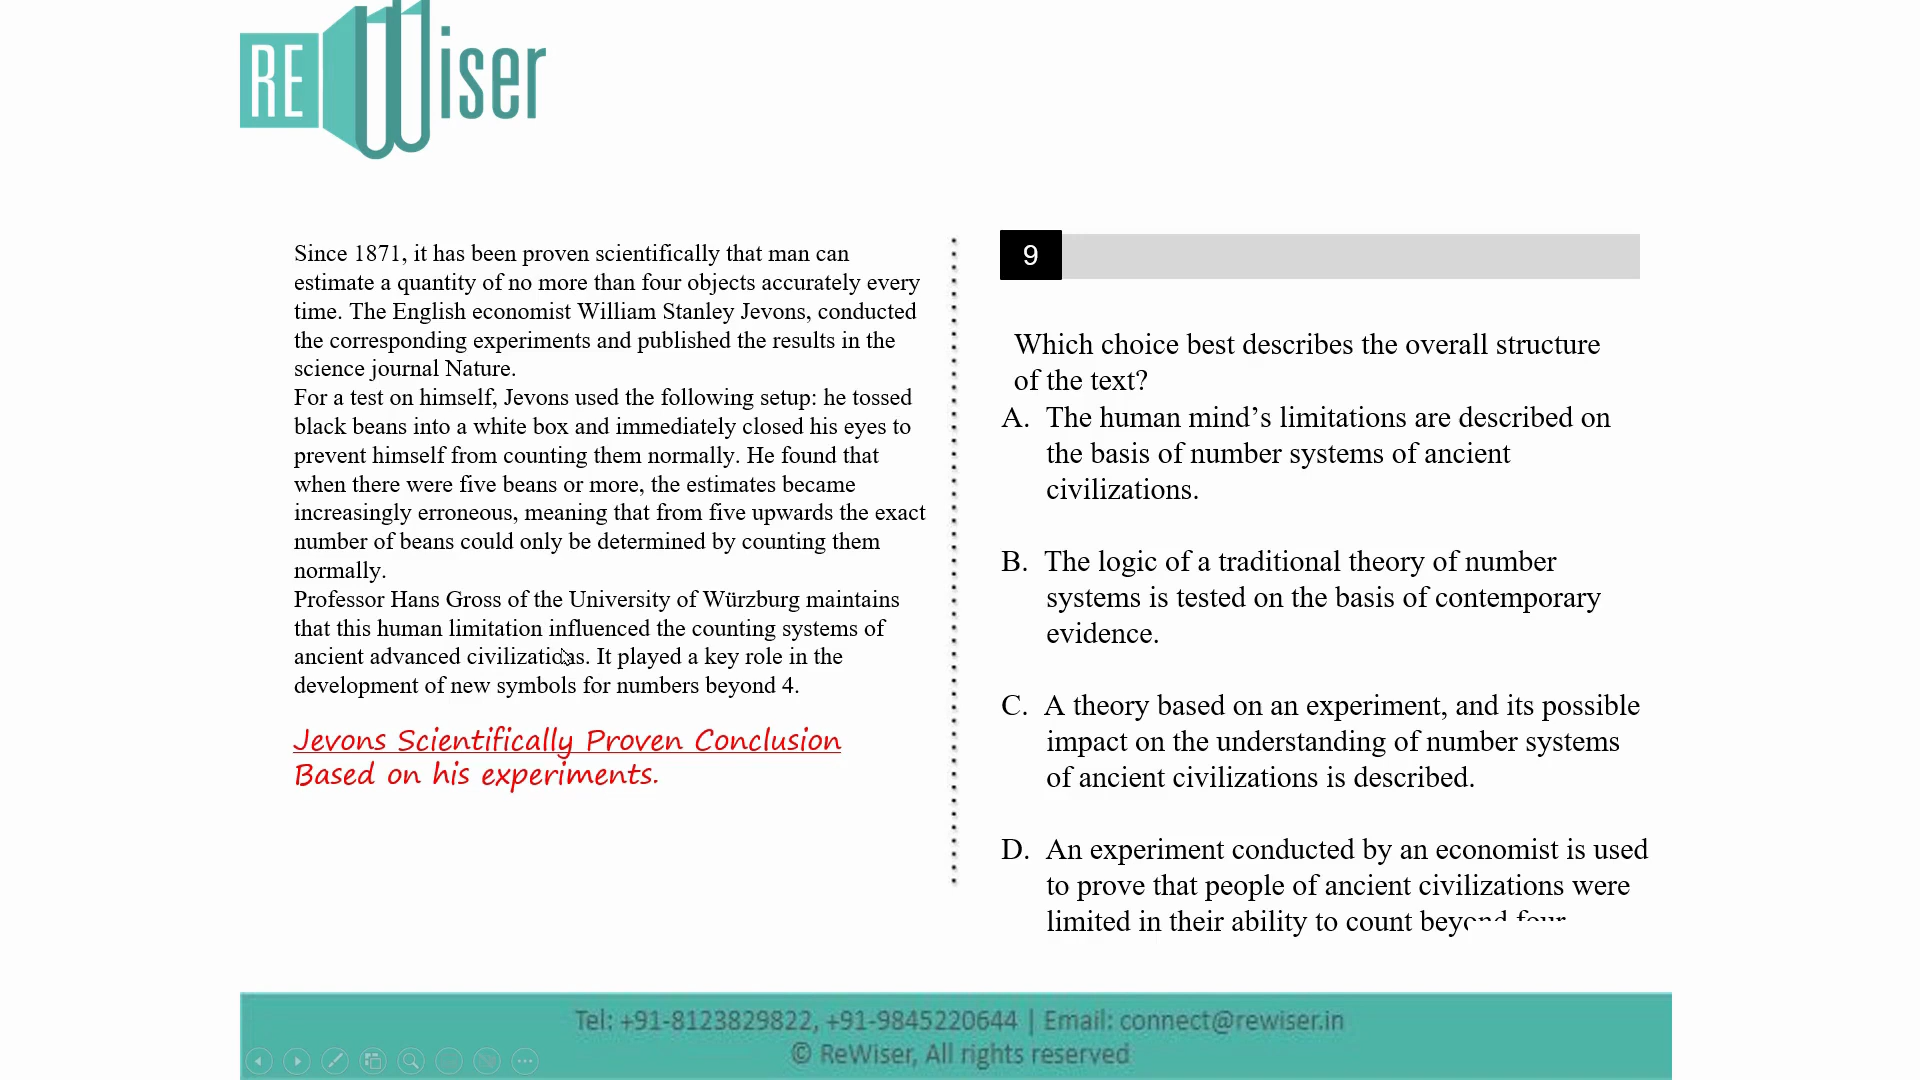 REWiser
Since 1871, it has been proven scientifically that man can
estimate a quantity of no more than four objects accurately every
time. The English economist William Stanley Jevons, conducted
the corresponding experiments and published the results in the
science journal Nature.
For a test on himself, Jevons used the following setup: he tossed
black beans into a white box and immediately closed his eyes to
prevent himself from counting them normally. He found that
when there were five beans or more, the estimates became
increasingly erroneous, meaning that from five upwards the exact
number of beans could only be determined by counting them
normally.
Professor Hans Gross of the University of Würzburg maintains
that this human limitation influenced the counting systems of
ancient advanced civilizations. It played a key role in the
development of new symbols for numbers beyond 4.
Jevons Scientifically Proven Conclusion
Based on his experiments.
9
Which choice best describes the overall structure
of the text?
A. The human mind’s limitations are described on
the basis of number systems of ancient
civilizations.
B. The logic of a traditional theory of number
systems is tested on the basis of contemporary
evidence.
C. A theory based on an experiment, and its possible
impact on the understanding of number systems
of ancient civilizations is described.
D. An experiment conducted by an economist is used
to prove that people of ancient civilizations were
limited in their ability to count beyond four
Tel: +91-8123829822, +91-9845220644 | Email: connect@rewiser.in
© ReWiser, All rights reserved